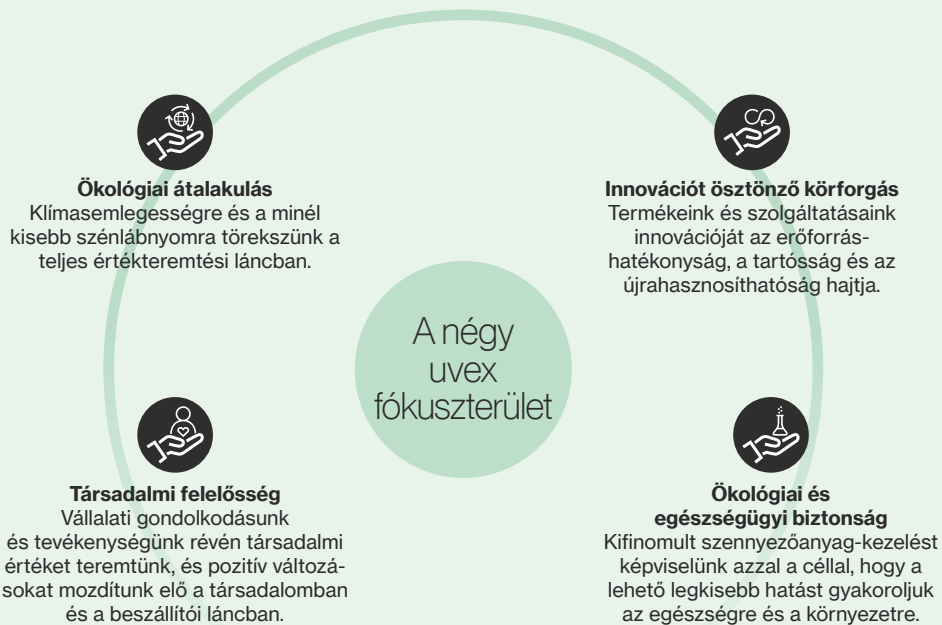 Ökológiai átalakulás
Klímasemlegességre és a minél
kisebb szénlábnyomra törekszünk a
teljes értékteremtési láncban.
Innovációt ösztönző körforgás
Termékeink és szolgáltatásaink
innovációját az erőforrás-
hatékonyság, a tartósság és az
újrahasznosíthatóság hajtja.
A négy
uvex
fókuszterület
Társadalmi felelősség
Vállalati gondolkodásunk
és tevékenységünk révén társadalmi
értéket teremtünk, és pozitív változá-
sokat mozdítunk elő a társadalomban
és a beszállítói láncban.
Ökológiai és
egészségügyi biztonság
Kifinomult szennyezőanyag-kezelést
képviselünk azzal a céllal, hogy a
lehető legkisebb hatást gyakoroljuk
az egészségre és a környezetre.